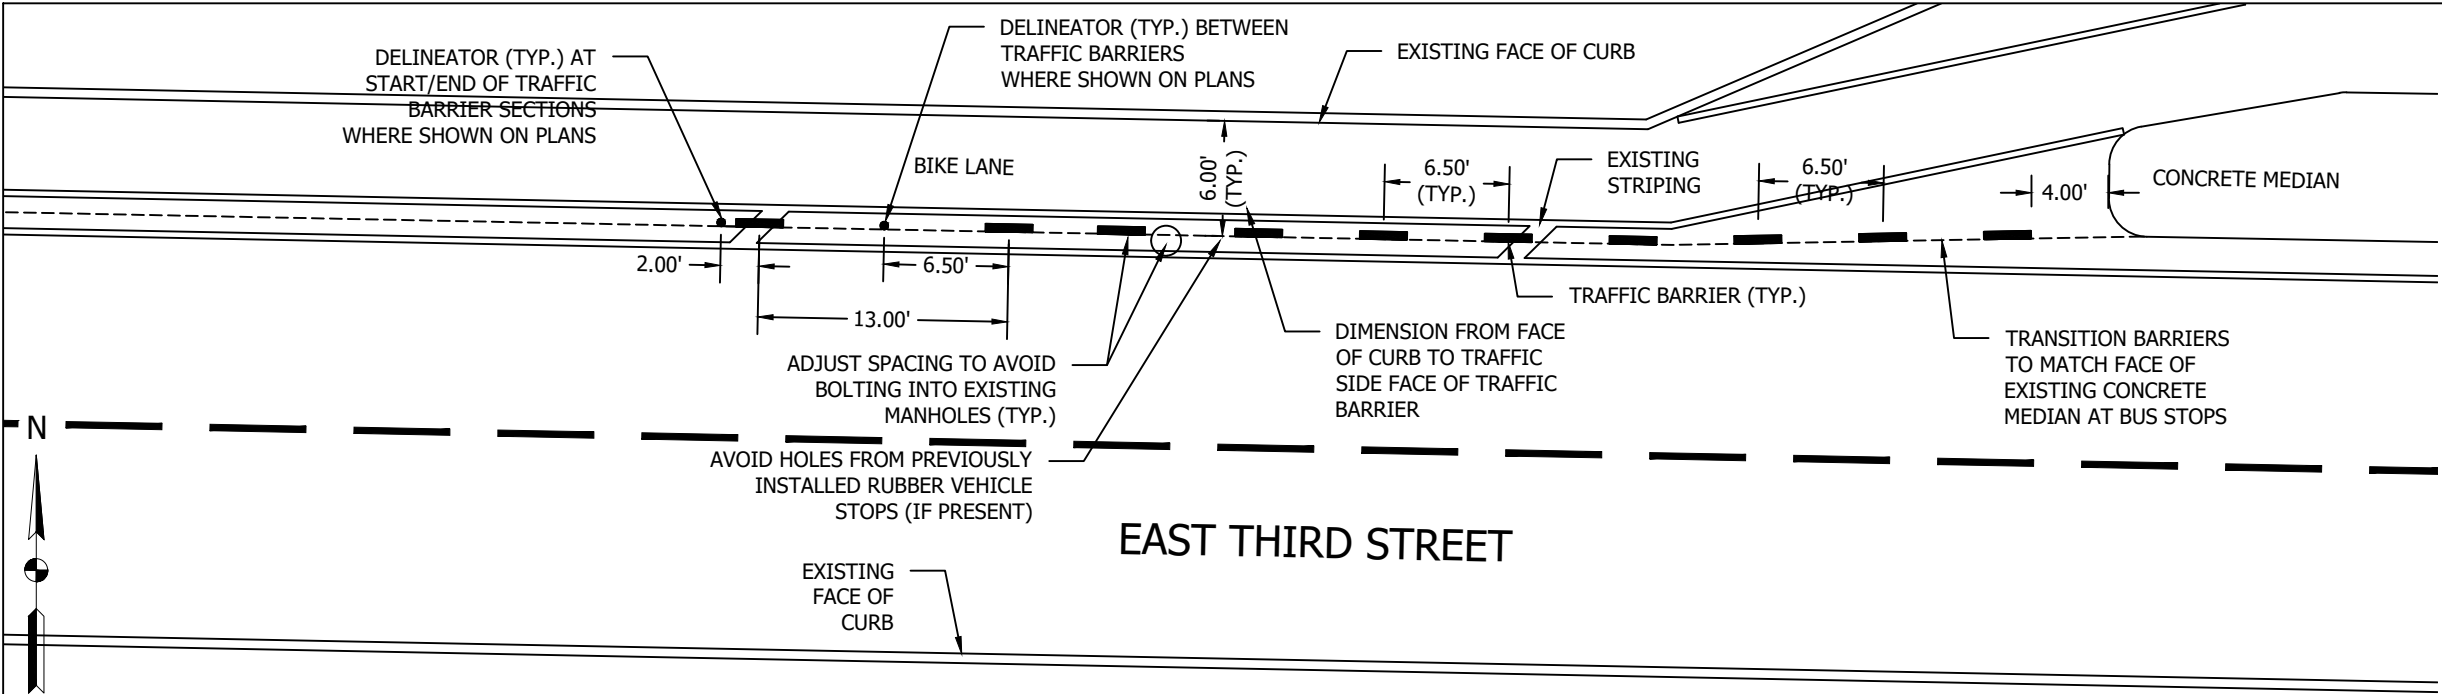 DELINEATOR (TYP.) AT
START/END OF TRAFFIC
BARRIER SECTIONS
WHERE SHOWN ON PLANS
DELINEATOR (TYP.) BETWEEN
TRAFFIC BARRIERS
WHERE SHOWN ON PLANS
EXISTING FACE OF CURB
BIKE LANE
6.00'
(TYP.)
6.50'
(TYP.)
EXISTING
STRIPING
6.50'
(TYP.)
4.00'
CONCRETE MEDIAN
2.00'
6.50'
13.00'
TRAFFIC BARRIER (TYP.)
ADJUST SPACING TO AVOID
BOLTING INTO EXISTING
MANHOLES (TYP.)
DIMENSION FROM FACE
OF CURB TO TRAFFIC
SIDE FACE OF TRAFFIC
BARRIER
TRANSITION BARRIERS
TO MATCH FACE OF
EXISTING CONCRETE
MEDIAN AT BUS STOPS
N
AVOID HOLES FROM PREVIOUSLY
INSTALLED RUBBER VEHICLE
STOPS (IF PRESENT)
EAST THIRD STREET
EXISTING
FACE OF
CURB